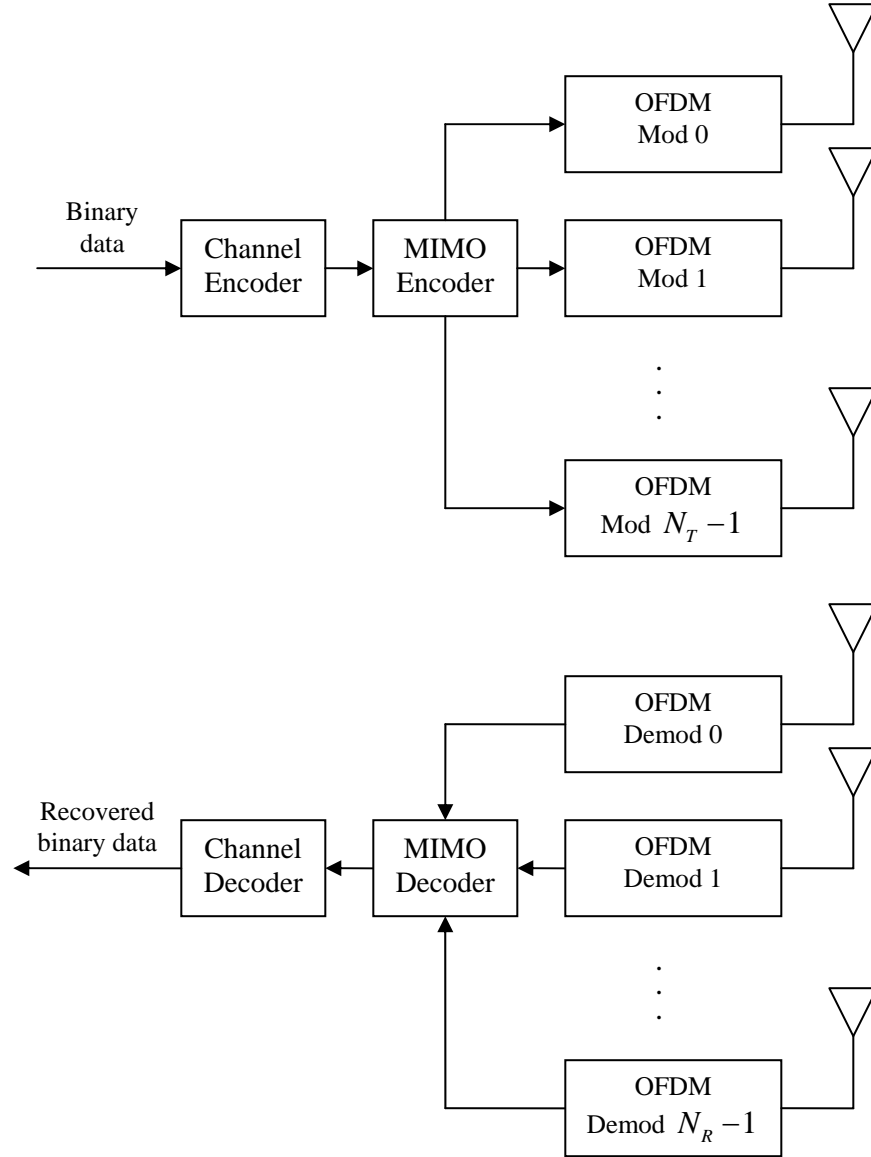 OFDM
Mod 0
Binary
data
Channel
Encoder
MIMO
Encoder
OFDM
Mod 1
.
.
.
OFDM
Mod N_T −1
OFDM
Demod 0
Recovered
binary data
Channel
Decoder
MIMO
Decoder
OFDM
Demod 1
.
.
.
OFDM
Demod N_R −1